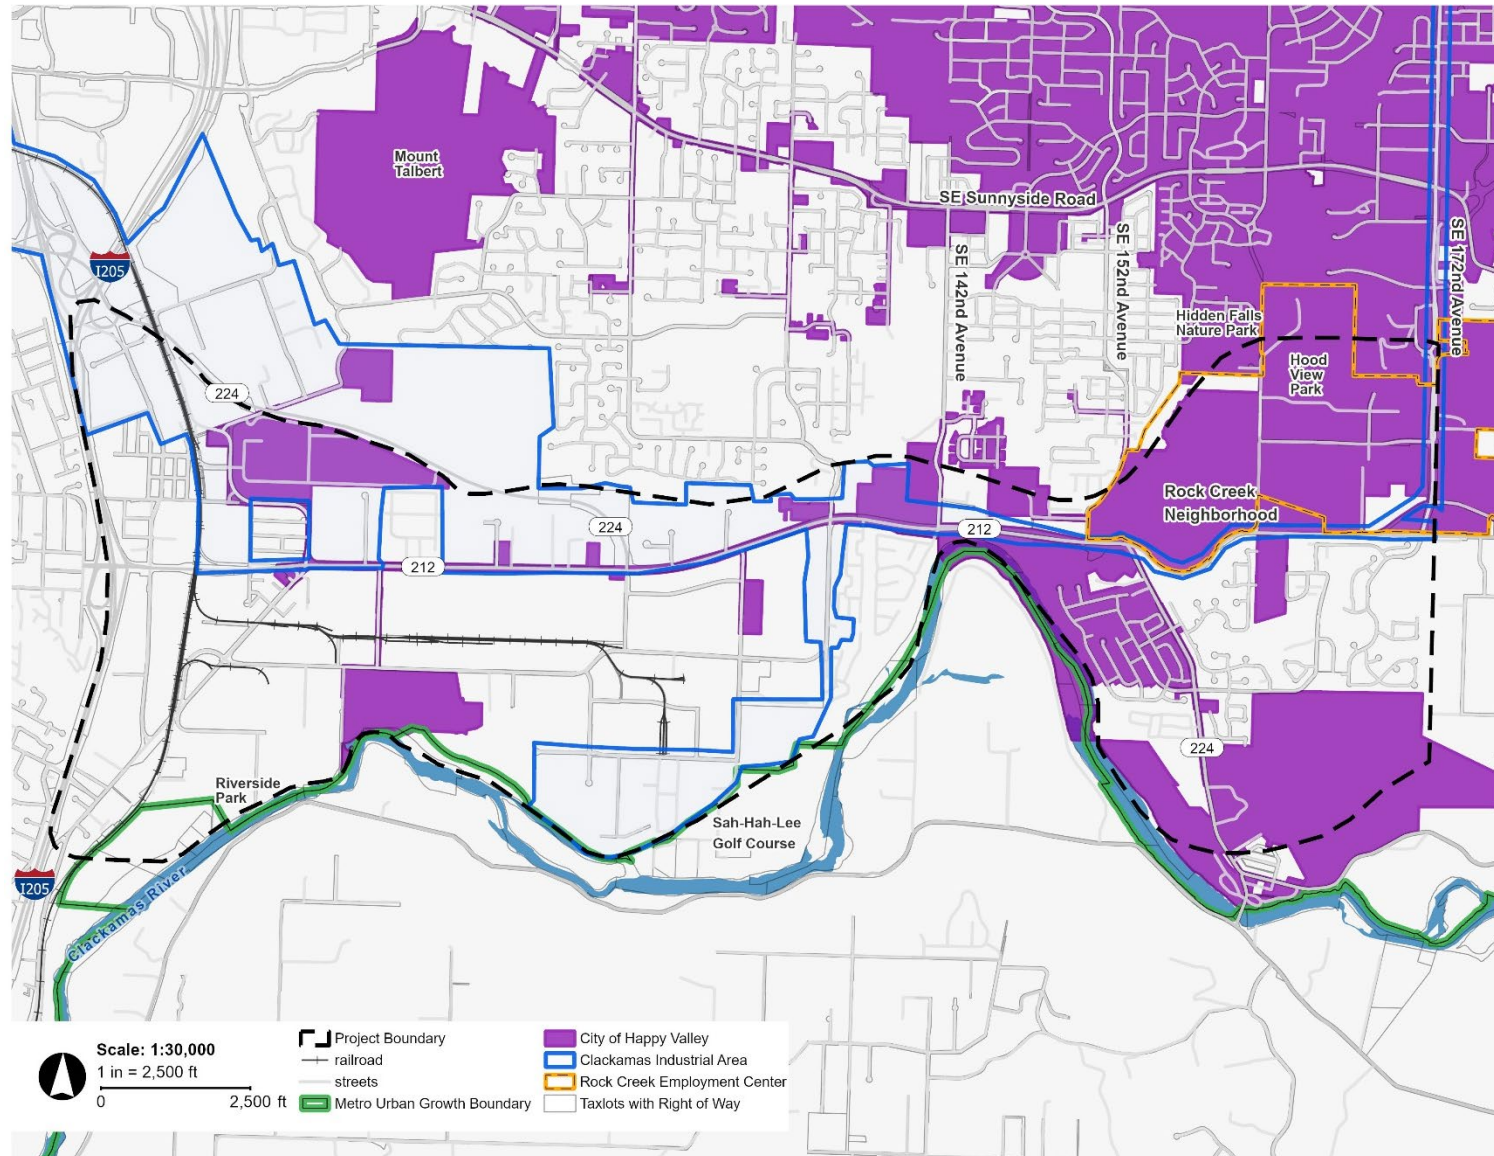 Mount
Talbert
SE Sunnyside Road
SE 142nd Avenue
SE 152nd Avenue
SE 172nd Avenue
I205
Hidden Falls
Nature Park
Hood
View
Park
224
Rock Creek
Neighborhood
224
212
212
224
Riverside
Park
Sah-Hah-Lee
Golf Course
I205
Clackamas River
Scale: 1:30,000
1 in = 2,500 ft
0 2,500 ft
Project Boundary
railroad
streets
Metro Urban Growth Boundary
City of Happy Valley
Clackamas Industrial Area
Rock Creek Employment Center
Taxlots with Right of Way